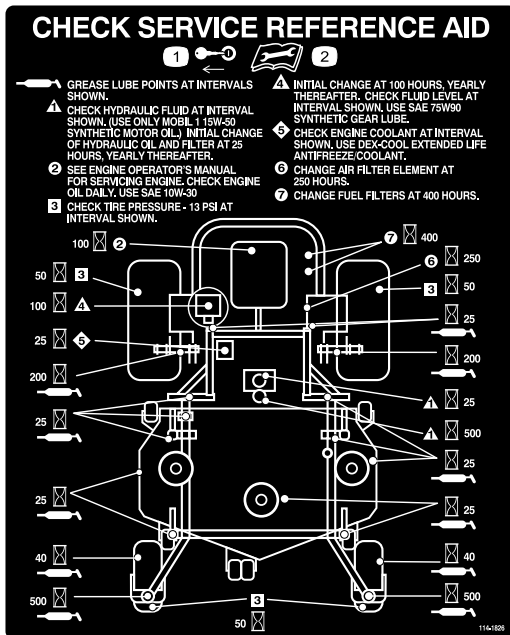 CHECK SERVICE REFERENCE AID
1 2
GREASE LUBE POINTS AT INTERVALS
SHOWN.
1 CHECK HYDRAULIC FLUID AT INTERVAL
SHOWN. (USE ONLY MOBIL 1 15W-50
SYNTHETIC MOTOR OIL.) INITIAL CHANGE
OF HYDRAULIC OIL AND FILTER AT 25
HOURS, YEARLY THEREAFTER.
2 SEE ENGINE OPERATOR'S MANUAL
FOR SERVICING ENGINE. CHECK ENGINE
OIL DAILY. USE SAE 10W-30
3 CHECK TIRE PRESSURE - 13 PSI AT
INTERVAL SHOWN.
4 INITIAL CHANGE AT 100 HOURS, YEARLY
THEREAFTER. CHECK FLUID LEVEL AT
INTERVAL SHOWN. USE SAE 75W90
SYNTHETIC GEAR LUBE.
5 CHECK ENGINE COOLANT AT INTERVAL
SHOWN. USE DEX-COOL EXTENDED LIFE
ANTIFREEZE/COOLANT.
6 CHANGE AIR FILTER ELEMENT AT
250 HOURS.
7 CHANGE FUEL FILTERS AT 400 HOURS.
100 2
7 400
6 250
50 3
3 50
100 4
25
25 5
200
200
1 25
25
1 500
25
25
25
40
40
500
500
3
50
114-1826